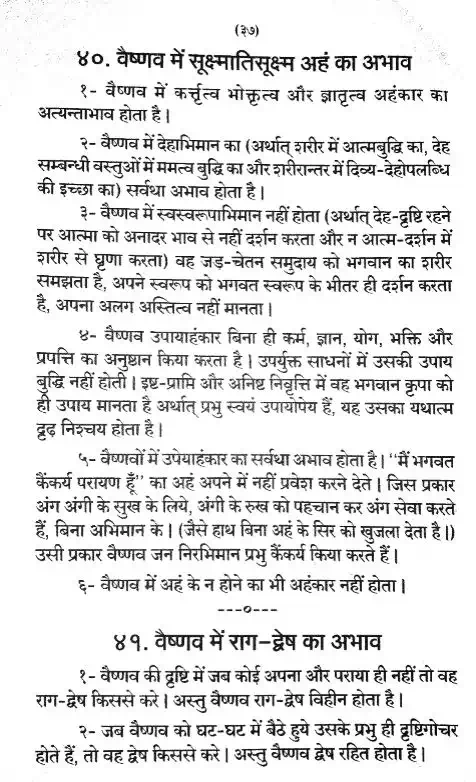 (३७)
४०. वैष्णव में सूक्ष्मातिसूक्ष्म अहं का अभाव
१- वैष्णव में कर्त्तृत्व भोक्तृत्व और ज्ञातृत्व अहंकार का
अत्यन्ताभाव होता है।
२- वैष्णव में देहाभिमान का (अर्थात् शरीर में आत्मबुद्धि का, देह
सम्बन्धी वस्तुओं में ममत्व बुद्धि का और शरीरान्तर में दिव्य-देहोपलब्धि
की इच्छा का) सर्वथा अभाव होता है।
३- वैष्णव में स्वस्वरूपाभिमान नहीं होता (अर्थात् देह-दृष्टि रहने
पर आत्मा को अनादर भाव से नहीं दर्शन करता और न आत्म-दर्शन में
शरीर से घृणा करता) वह जड़-चेतन समुदाय को भगवान का शरीर
समझता है, अपने स्वरूप को भगवत स्वरूप के भीतर ही दर्शन करता
है, अपना अलग अस्तित्व नहीं मानता।
४- वैष्णव उपायाहंकार बिना ही कर्म, ज्ञान, योग, भक्ति और
प्रपत्ति का अनुष्ठान किया करता है। उपर्युक्त साधनों में उसकी उपाय
बुद्धि नहीं होती। इष्ट-प्राप्ति और अनिष्ट निवृत्ति में वह भगवान कृपा को
ही उपाय मानता है अर्थात् प्रभु स्वयं उपायोपेय हैं, यह उसका यथात्म
दृढ़ निश्चय होता है।
५- वैष्णवों में उपेयाहंकार का सर्वथा अभाव होता है। "मैं भगवत
कैंकर्य परायण हूँ" का अहं अपने में नहीं प्रवेश करने देते। जिस प्रकार
अंग अंगी के सुख के लिये, अंगी के रुख को पहचान कर अंग सेवा करते
हैं, बिना अभिमान के। (जैसे हाथ बिना अहं के सिर को खुजला देता है।)
उसी प्रकार वैष्णव जन निरभिमान प्रभु कैंकर्य किया करते हैं।
६- वैष्णव में अहं के न होने का भी अहंकार नहीं होता।
---०---
४१. वैष्णव में राग-द्वेष का अभाव
१- वैष्णव की दृष्टि में जब कोई अपना और पराया ही नहीं तो वह
राग-द्वेष किससे करे। अस्तु वैष्णव राग-द्वेष विहीन होता है।
२- जब वैष्णव को घट-घट में बैठे हुये उसके प्रभु ही दृष्टिगोचर
होते हैं, तो वह द्वेष किससे करे। अस्तु वैष्णव द्वेष रहित होता है।